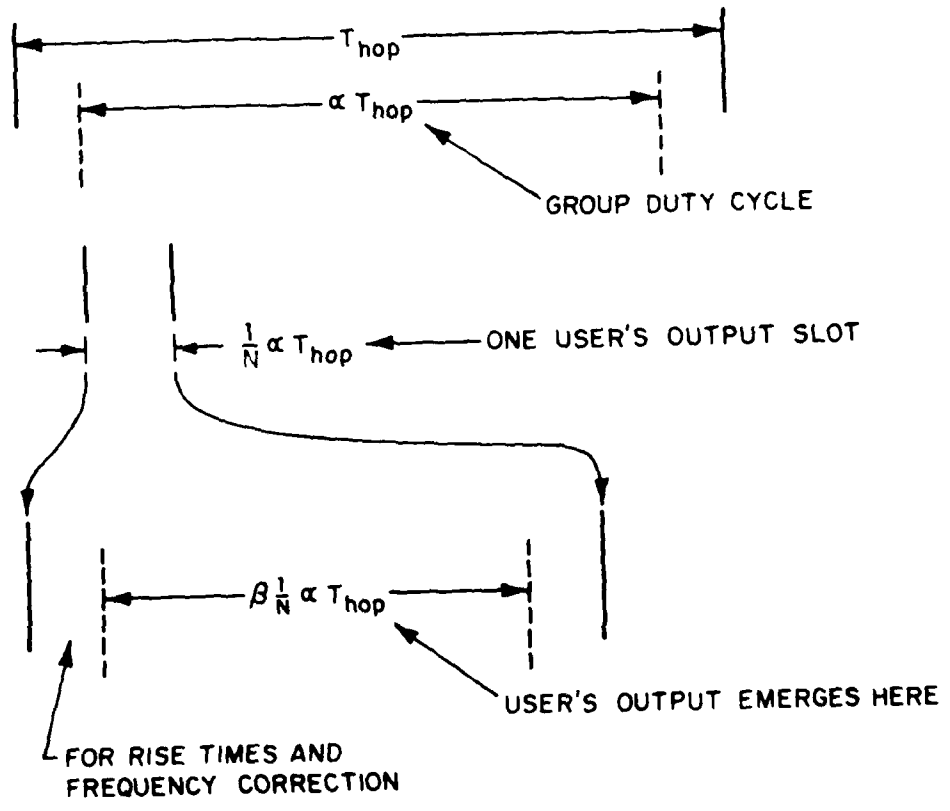 T_hop
α T_hop
GROUP DUTY CYCLE
1/N α T_hop
ONE USER'S OUTPUT SLOT
β 1/N α T_hop
USER'S OUTPUT EMERGES HERE
FOR RISE TIMES AND
FREQUENCY CORRECTION